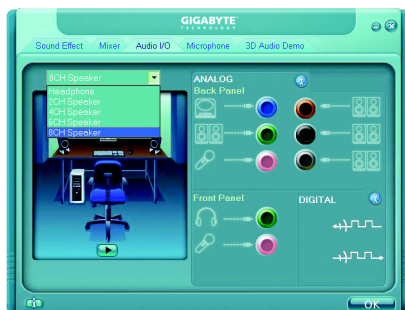 GIGABYTE
TECHNOLOGY
Sound Effect Mixer Audio I/O Microphone 3D Audio Demo
8CH Speaker
Headphone
2CH Speaker
4CH Speaker
6CH Speaker
8CH Speaker
ANALOG
Back Panel
Front Panel
DIGITAL
OK